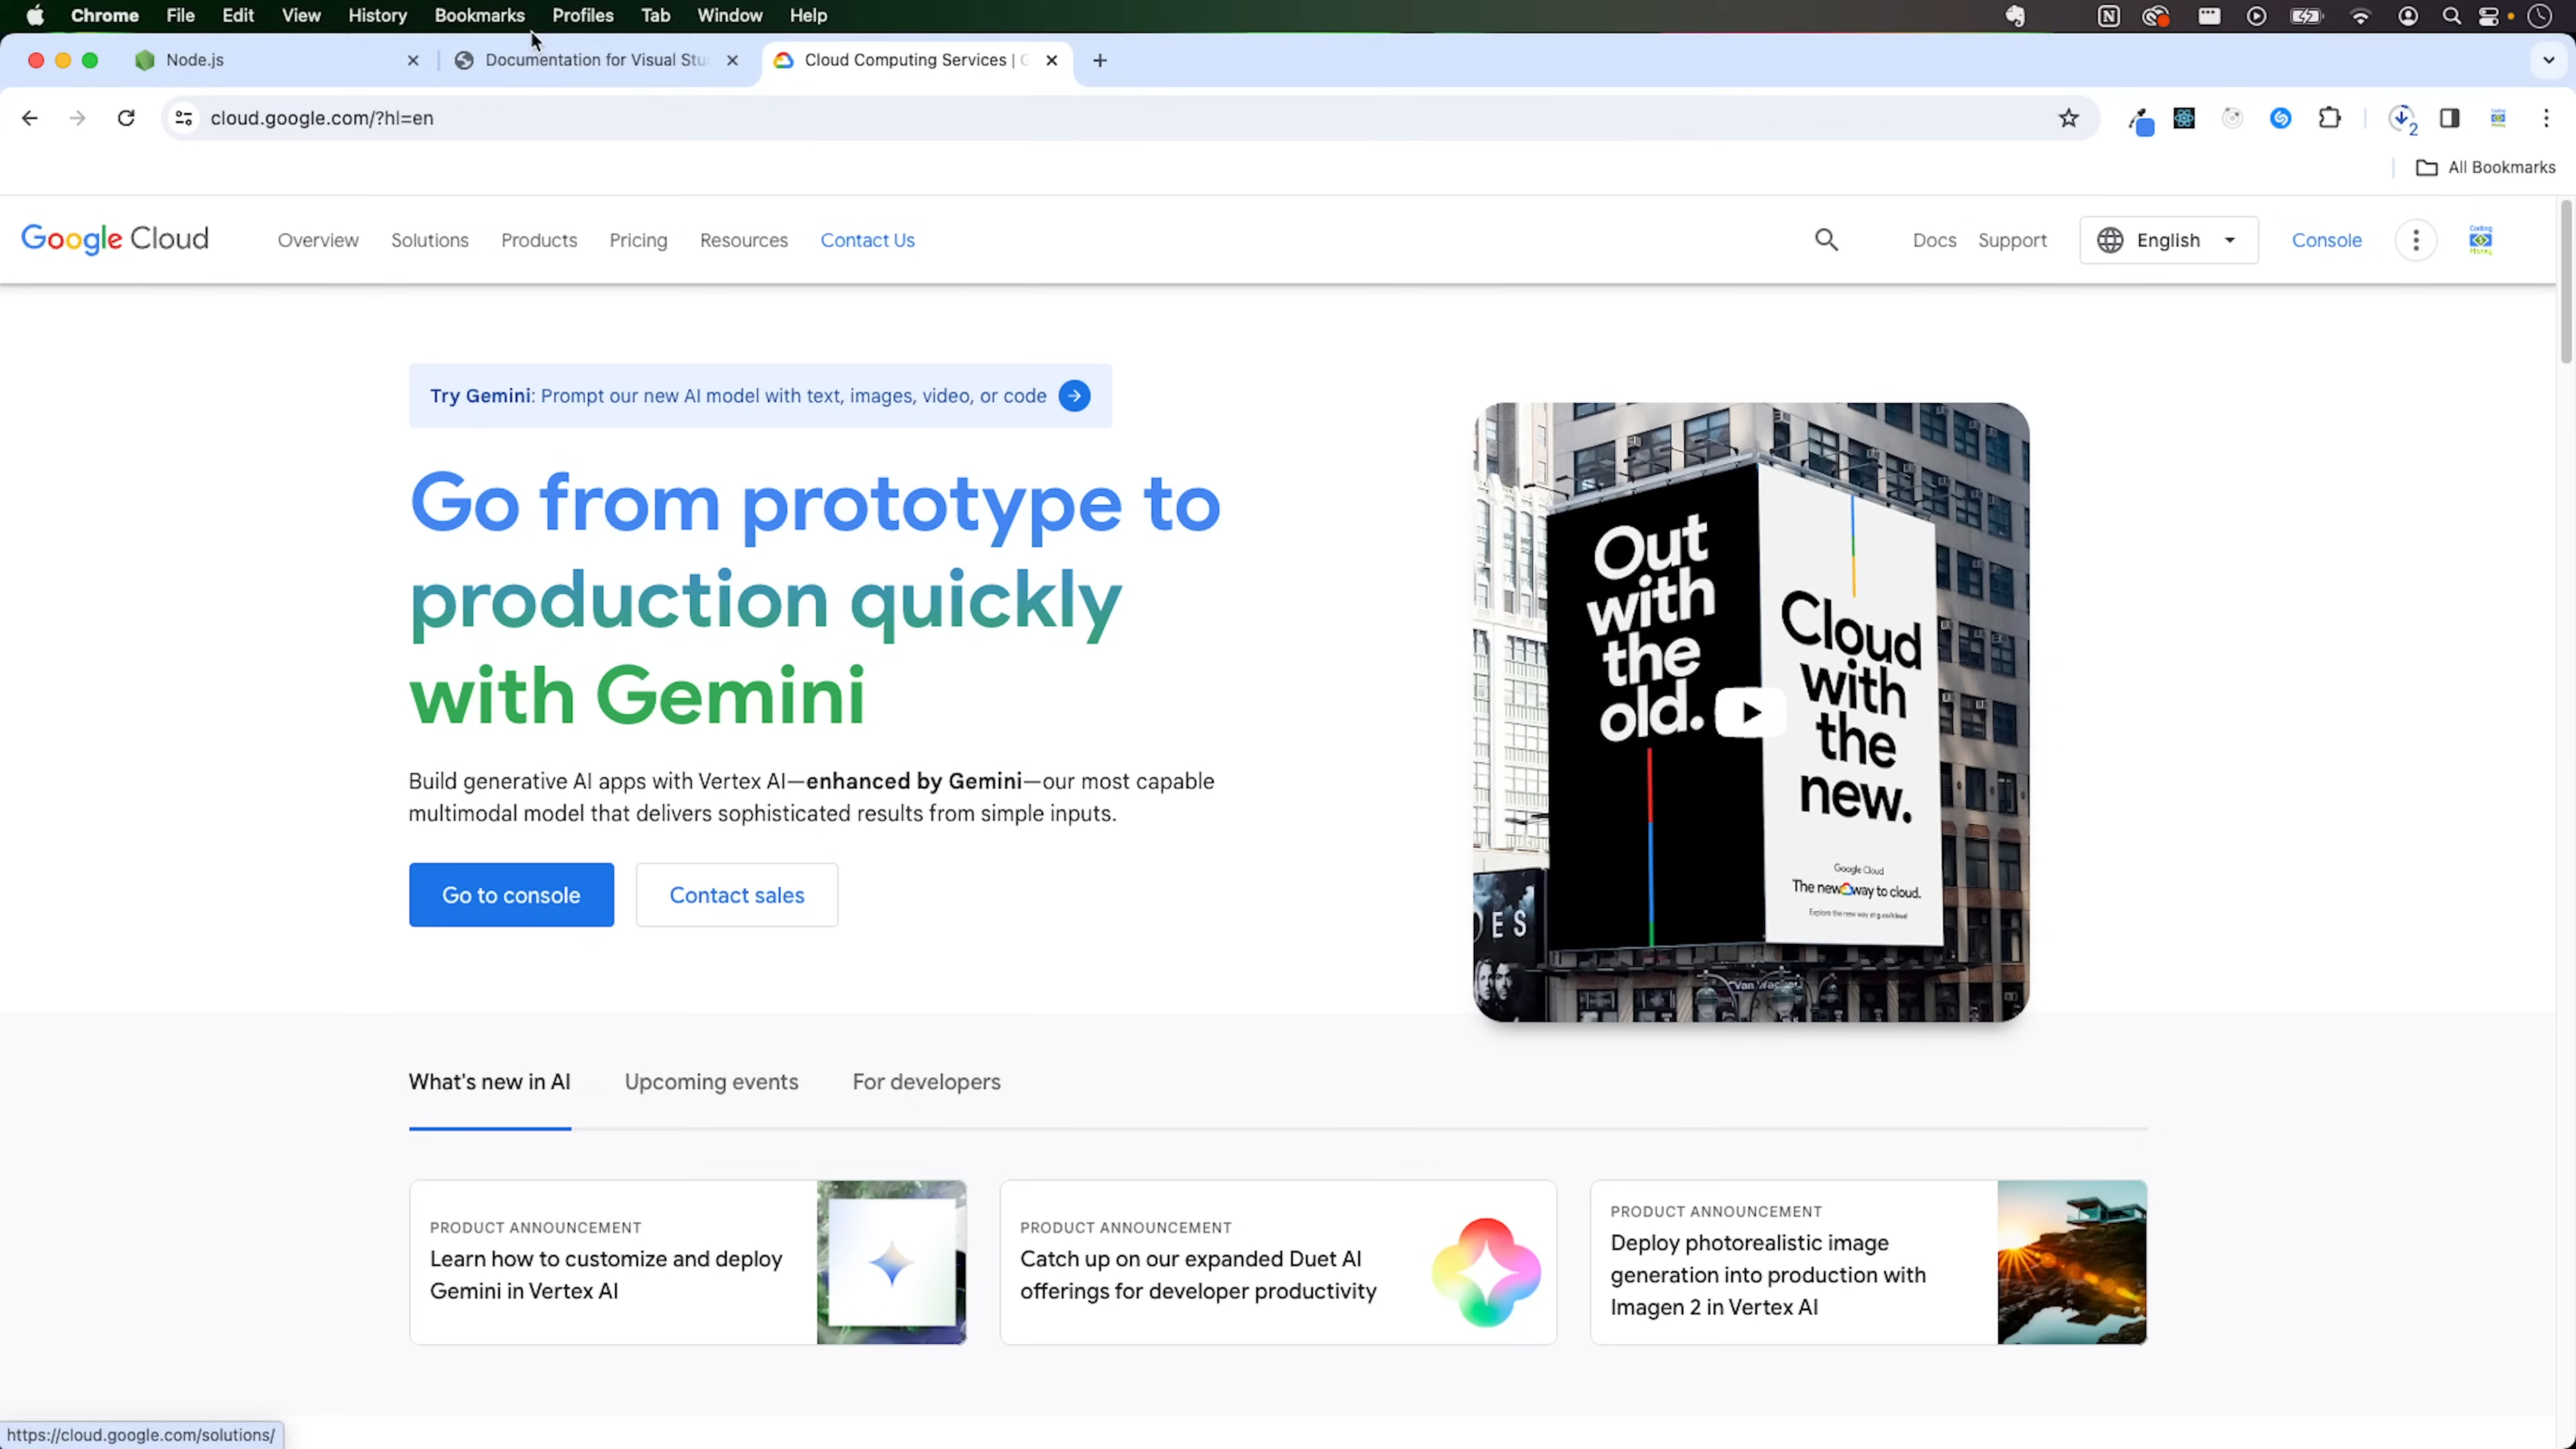 Chrome File Edit View History Bookmarks Profiles Tab Window Help
Node.js
Documentation for Visual Stu
Cloud Computing Services | G
cloud.google.com/?hl=en
2
All Bookmarks
Google Cloud
Overview Solutions Products Pricing Resources Contact Us
Docs Support English Console
Coding
Money
Try Gemini: Prompt our new AI model with text, images, video, or code
Go from prototype to
production quickly
with Gemini
Build generative AI apps with Vertex AI—enhanced by Gemini—our most capable
multimodal model that delivers sophisticated results from simple inputs.
Go to console Contact sales
Out
with
the
old.
Cloud
with
the
new.
Google Cloud
The new way to cloud.
Explore the new way at g.co/cloud
ES
Van Wagner
What's new in AI Upcoming events For developers
PRODUCT ANNOUNCEMENT
Learn how to customize and deploy
Gemini in Vertex AI
PRODUCT ANNOUNCEMENT
Catch up on our expanded Duet AI
offerings for developer productivity
PRODUCT ANNOUNCEMENT
Deploy photorealistic image
generation into production with
Imagen 2 in Vertex AI
https://cloud.google.com/solutions/